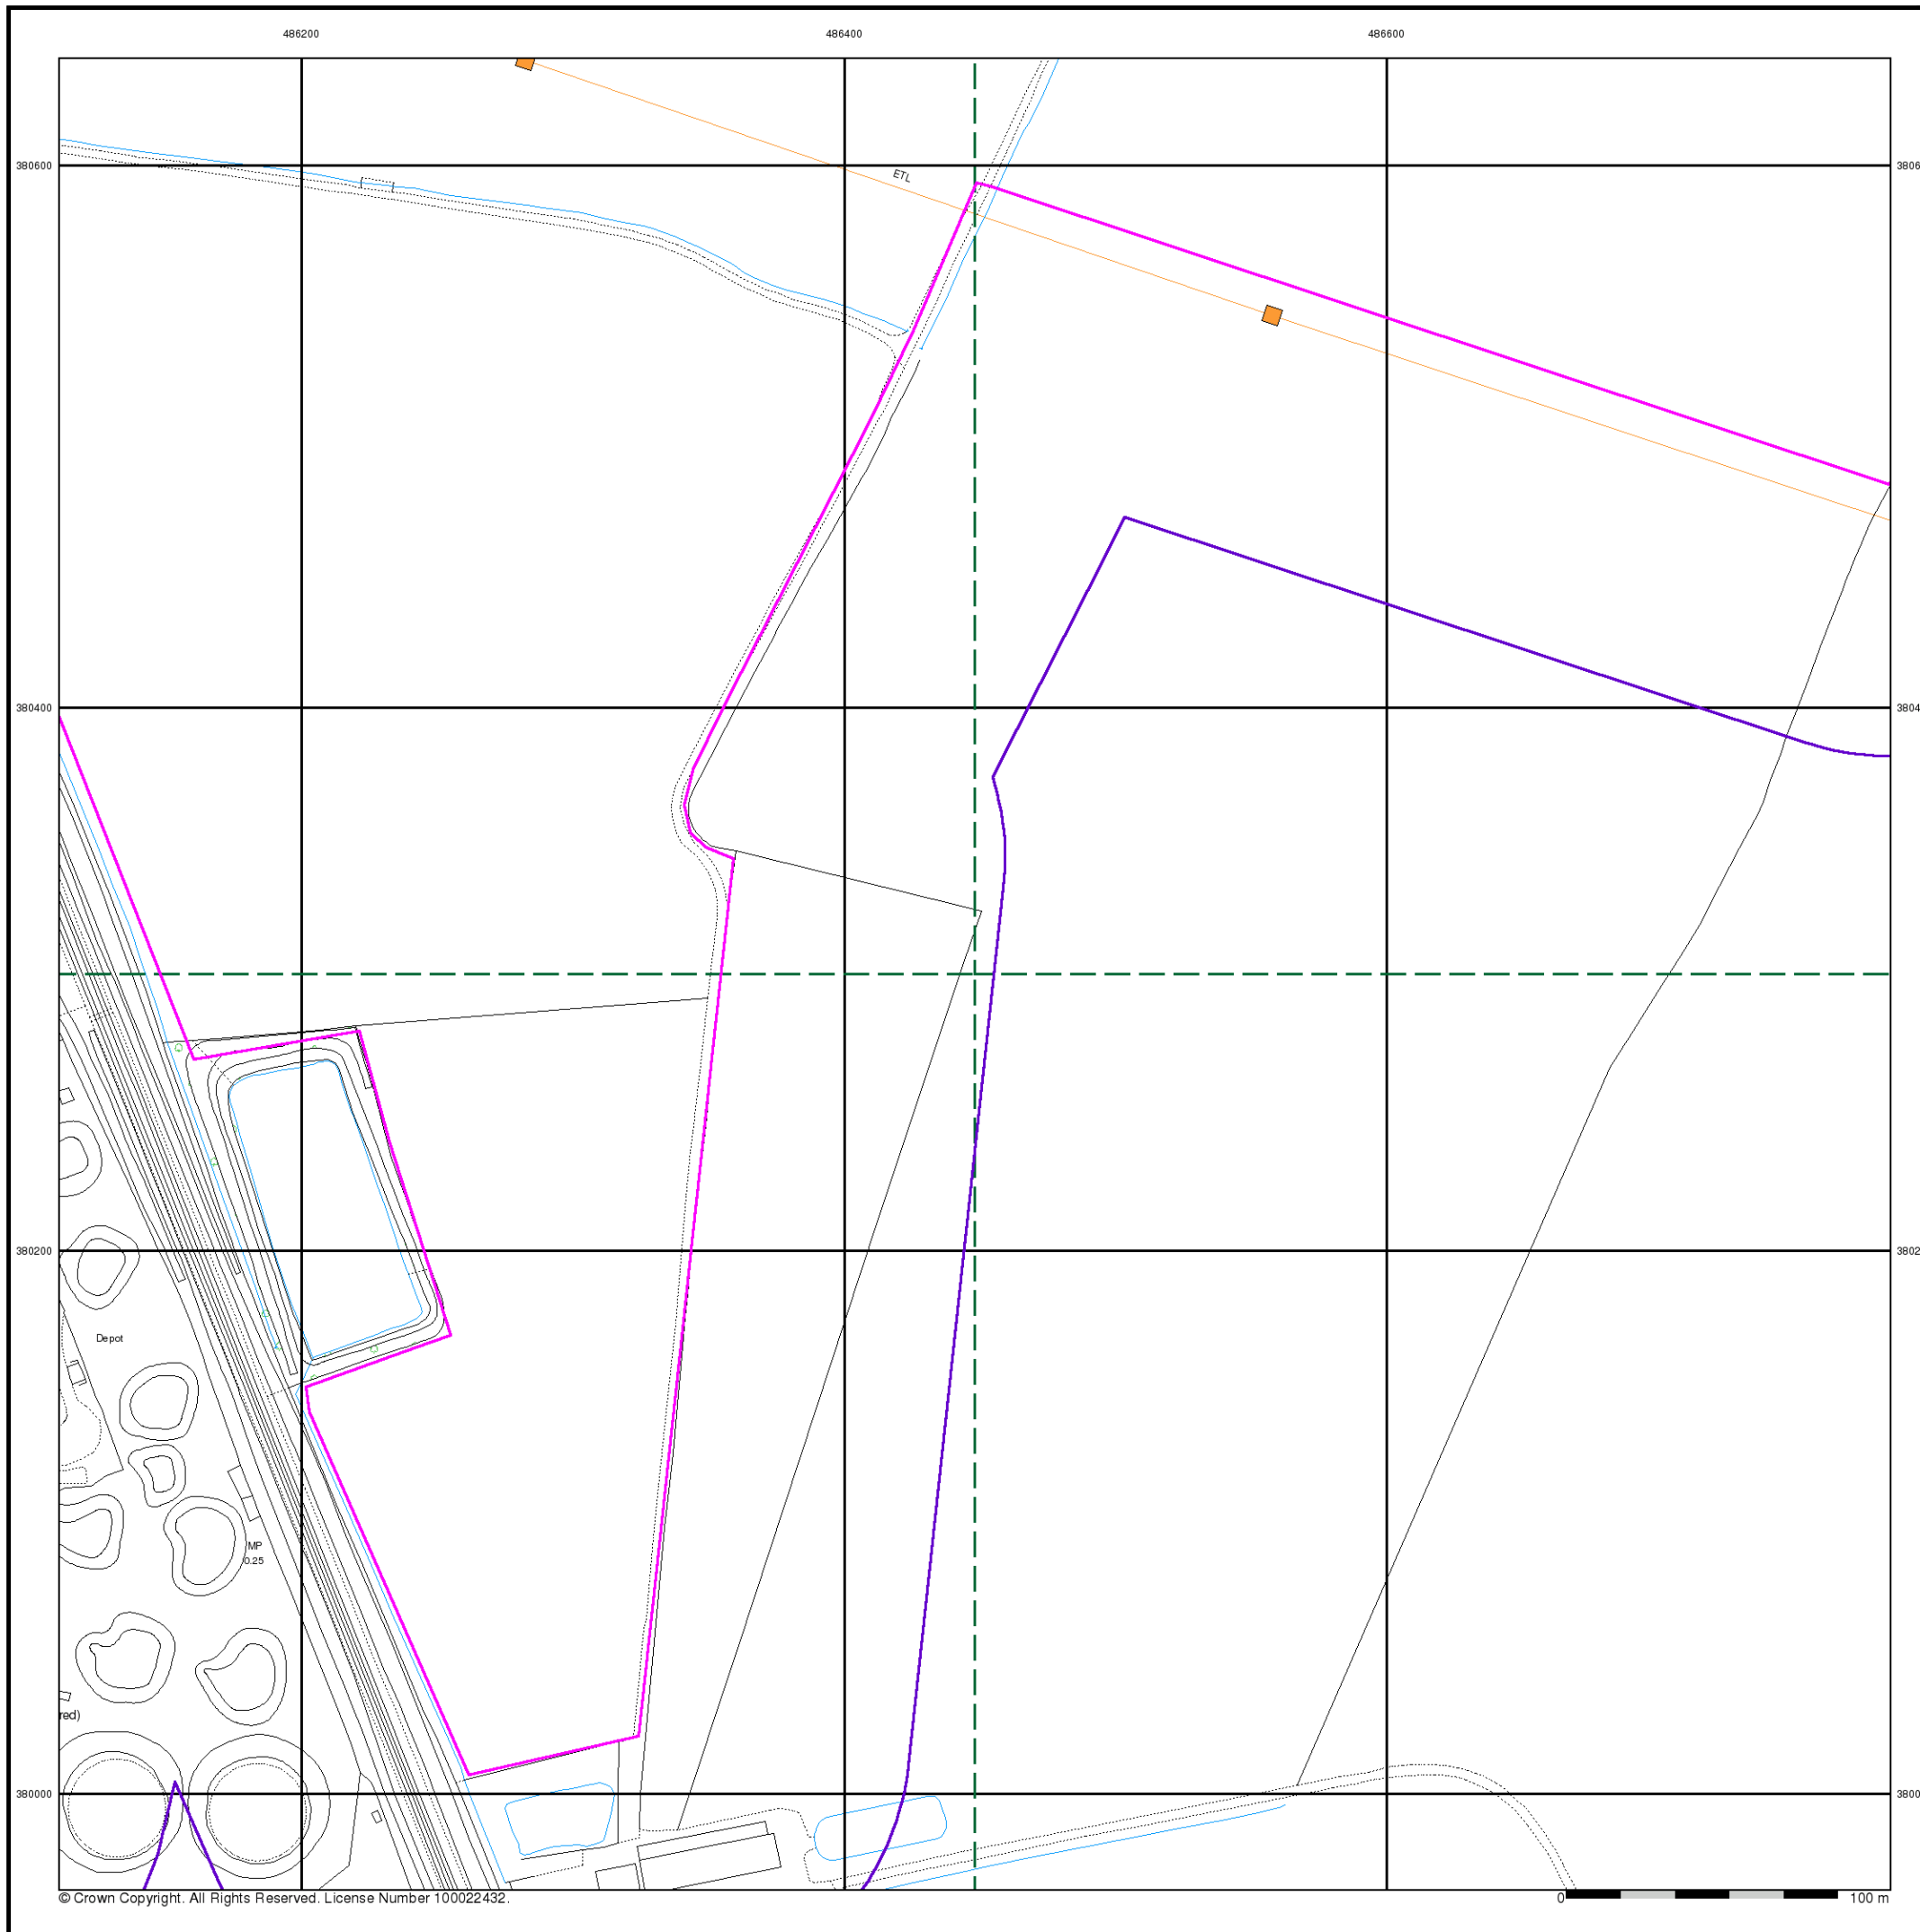 486200 486400 486600
380600 3806
ETL
380400 3804
380200 3802
Depot
MP
0.25
red)
380000 3800
© Crown Copyright. All Rights Reserved. License Number 100022432.
0 100 m